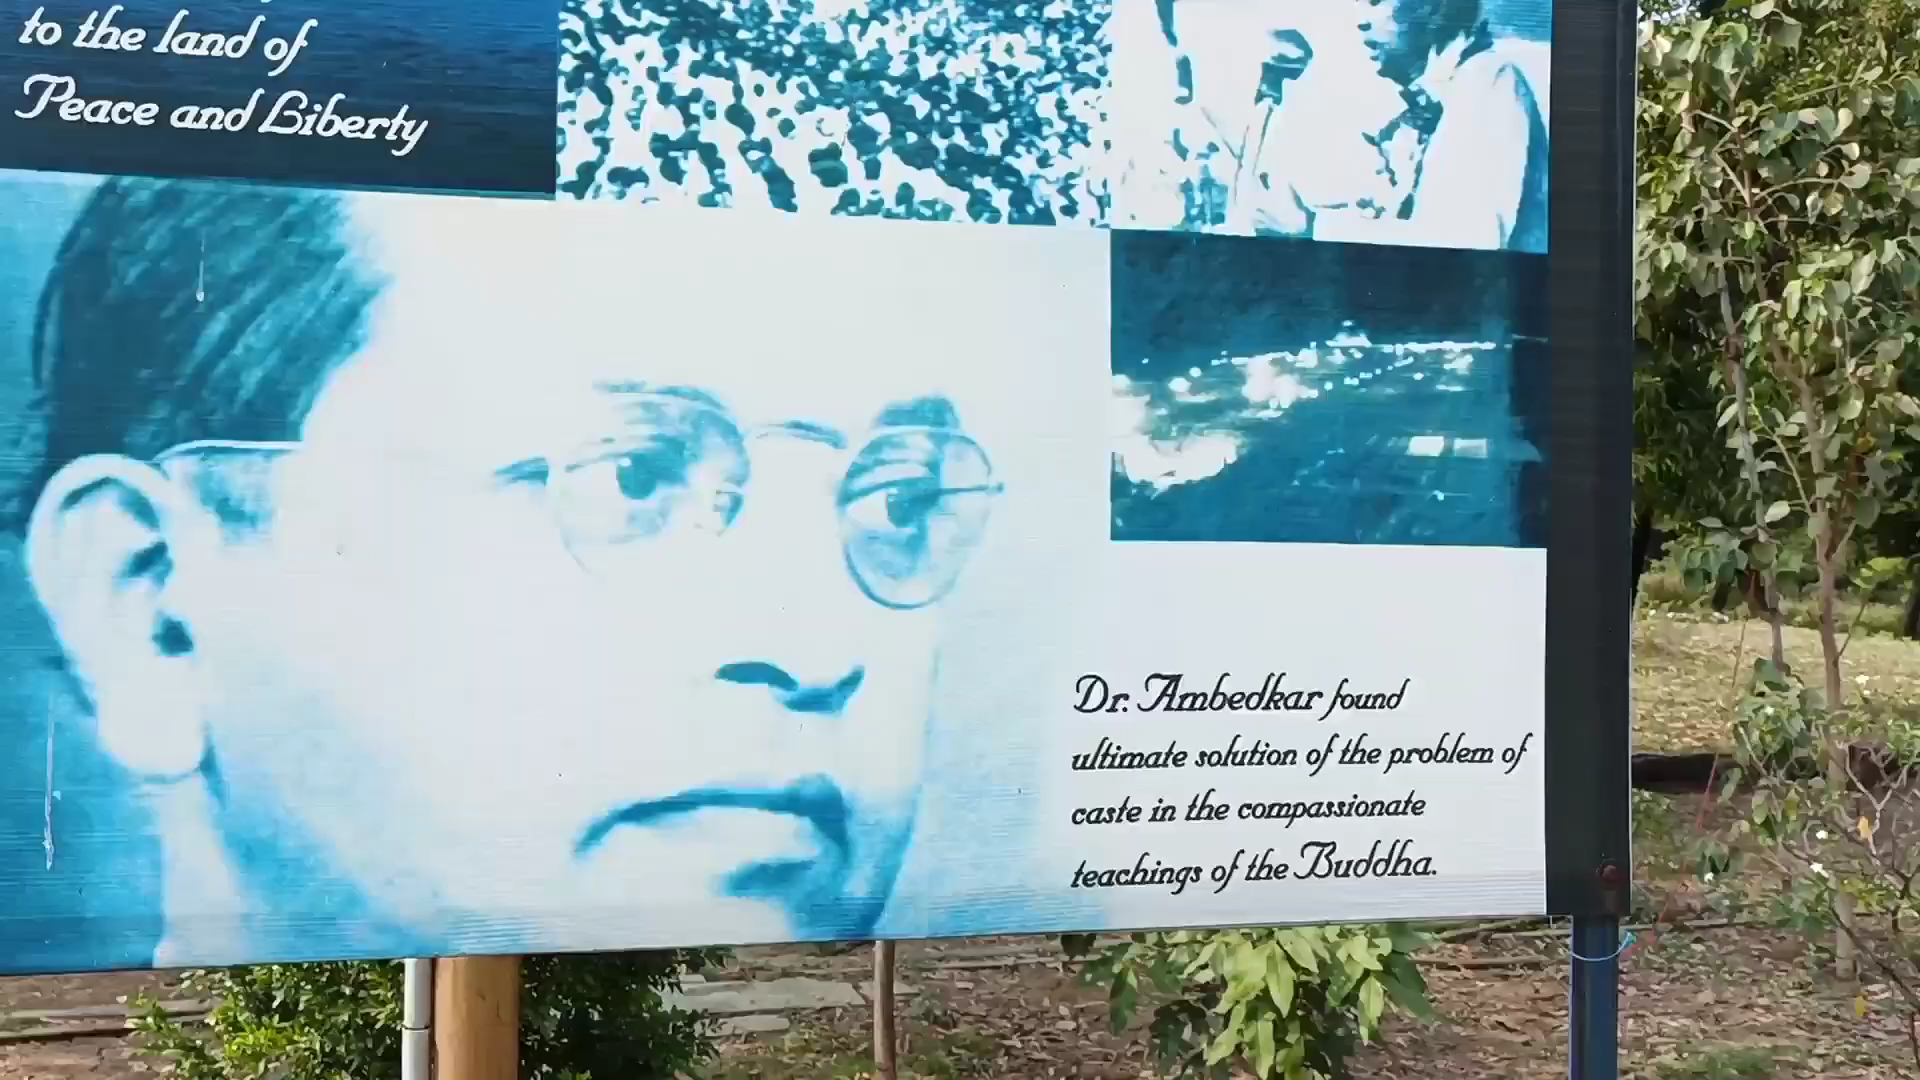 to the land of
Peace and Liberty
Dr. Ambedkar found
ultimate solution of the problem of
caste in the compassionate
teachings of the Buddha.